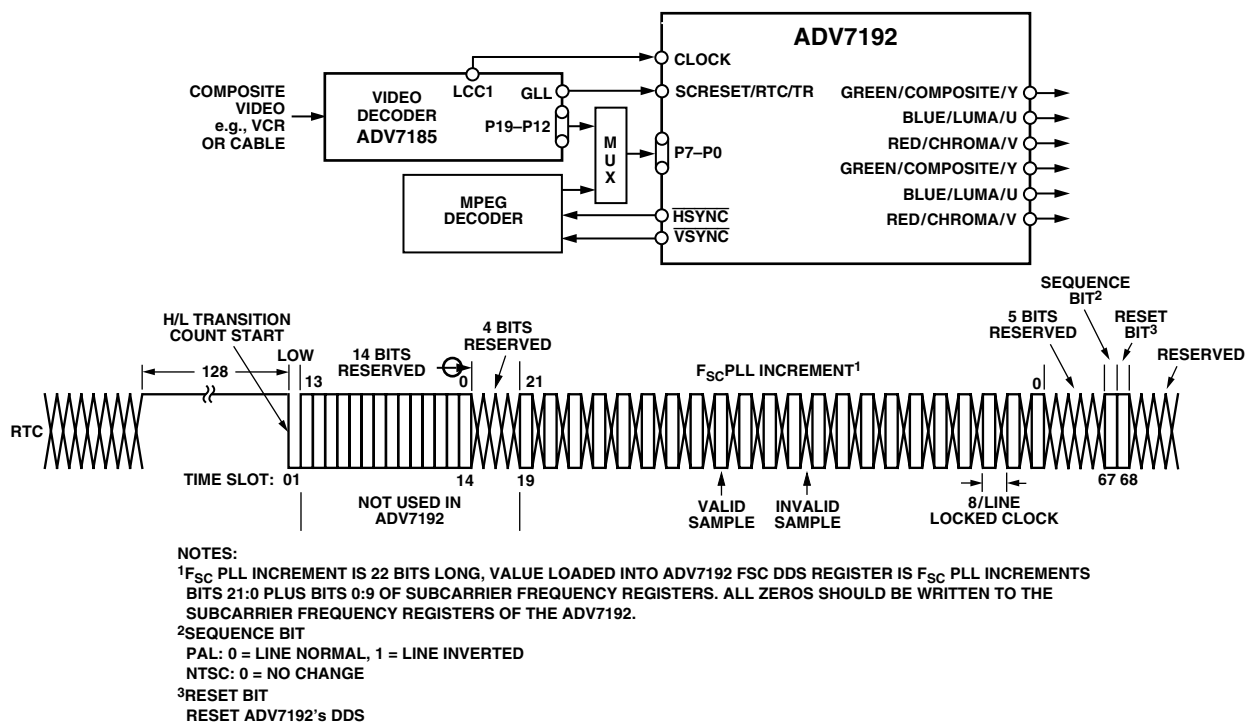 ADV7192
CLOCK
SCRESET/RTC/TR
P7–P0
HSYNC
VSYNC
GREEN/COMPOSITE/Y
BLUE/LUMA/U
RED/CHROMA/V
GREEN/COMPOSITE/Y
BLUE/LUMA/U
RED/CHROMA/V
COMPOSITE
VIDEO
e.g., VCR
OR CABLE
VIDEO
DECODER
ADV7185
LCC1
GLL
P19–P12
MUX
MPEG
DECODER
H/L TRANSITION
COUNT START
LOW
128
13
14 BITS
RESERVED
0
4 BITS
RESERVED
21
FSC PLL INCREMENT1
0
5 BITS
RESERVED
SEQUENCE
BIT2
RESET
BIT3
RESERVED
RTC
TIME SLOT: 01
14
19
67 68
NOT USED IN
ADV7192
VALID
SAMPLE
INVALID
SAMPLE
8/LINE
LOCKED CLOCK
NOTES:
1FSC PLL INCREMENT IS 22 BITS LONG, VALUE LOADED INTO ADV7192 FSC DDS REGISTER IS FSC PLL INCREMENTS
BITS 21:0 PLUS BITS 0:9 OF SUBCARRIER FREQUENCY REGISTERS. ALL ZEROS SHOULD BE WRITTEN TO THE
SUBCARRIER FREQUENCY REGISTERS OF THE ADV7192.
2SEQUENCE BIT
PAL: 0 = LINE NORMAL, 1 = LINE INVERTED
NTSC: 0 = NO CHANGE
3RESET BIT
RESET ADV7192's DDS